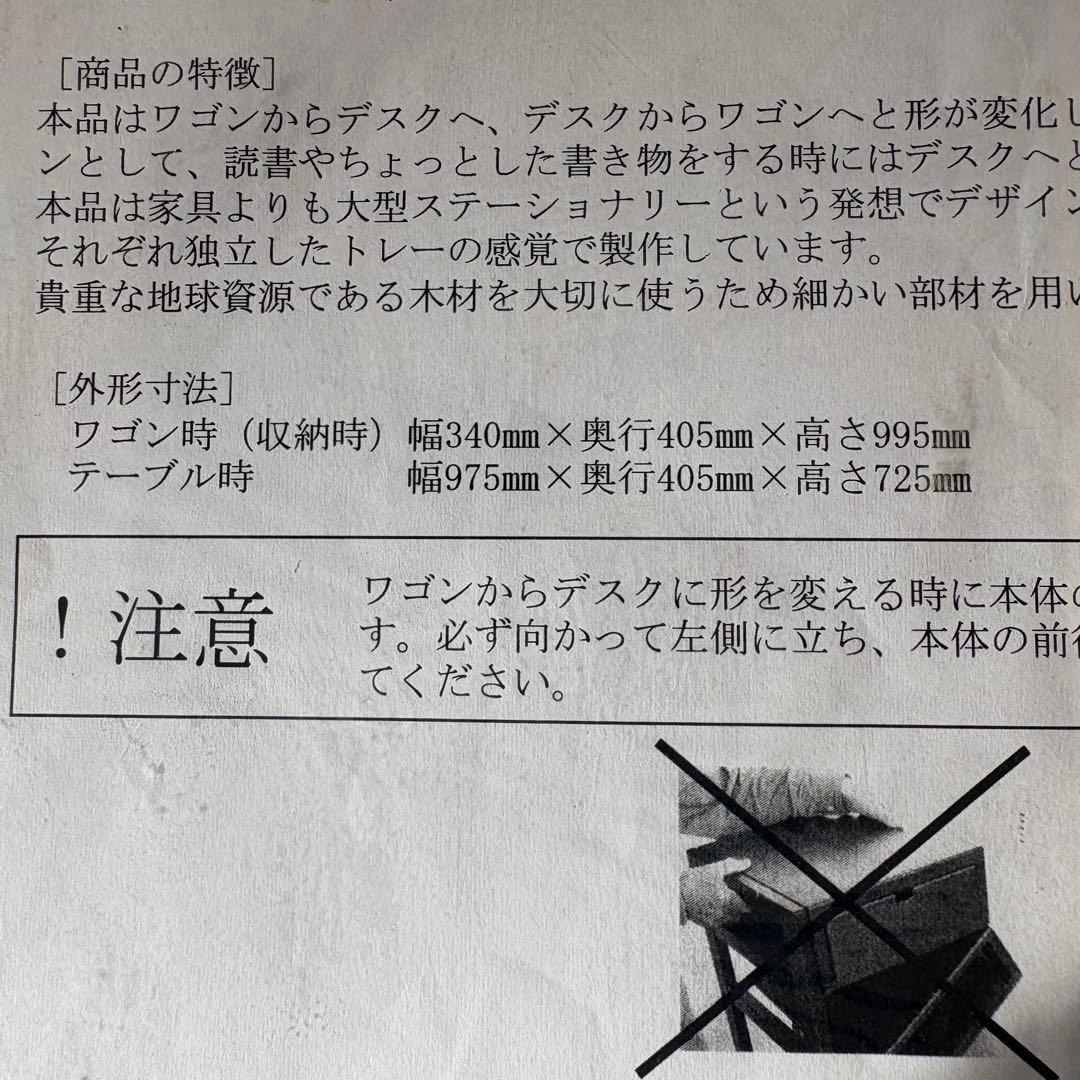 ［商品の特徴］
本品はワゴンからデスクへ、デスクからワゴンへと形が変化し
ンとして、読書やちょっとした書き物をする時にはデスクへと
本品は家具よりも大型ステーショナリーという発想でデザイン
それぞれ独立したトレーの感覚で製作しています。
貴重な地球資源である木材を大切に使うため細かい部材を用い
［外形寸法］
ワゴン時（収納時）幅340㎜×奥行405㎜×高さ995㎜
テーブル時 幅975㎜×奥行405㎜×高さ725㎜
！注意
ワゴンからデスクに形を変える時に本体の
す。必ず向かって左側に立ち、本体の前後
てください。